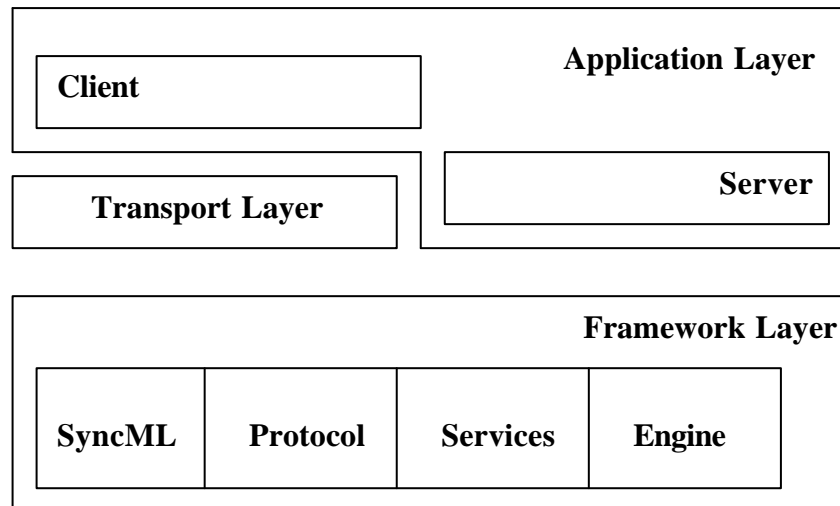 Application Layer
Client
Server
Transport Layer
Framework Layer
SyncML Protocol Services Engine